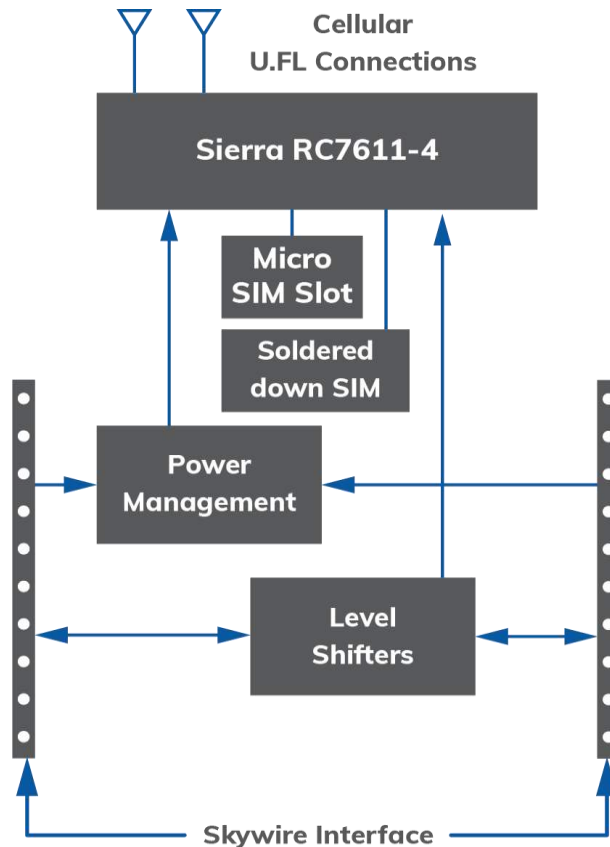 Cellular
U.FL Connections
Sierra RC7611-4
Micro
SIM Slot
Soldered
down SIM
Power
Management
Level
Shifters
Skywire Interface